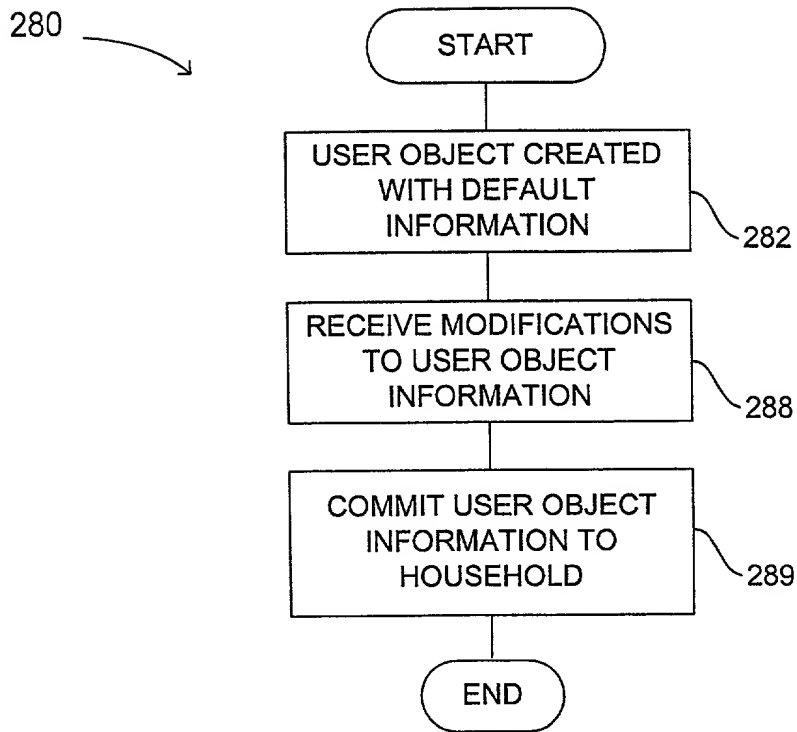 280
START
USER OBJECT CREATED
WITH DEFAULT
INFORMATION
282
RECEIVE MODIFICATIONS
TO USER OBJECT
INFORMATION
288
COMMIT USER OBJECT
INFORMATION TO
HOUSEHOLD
289
END